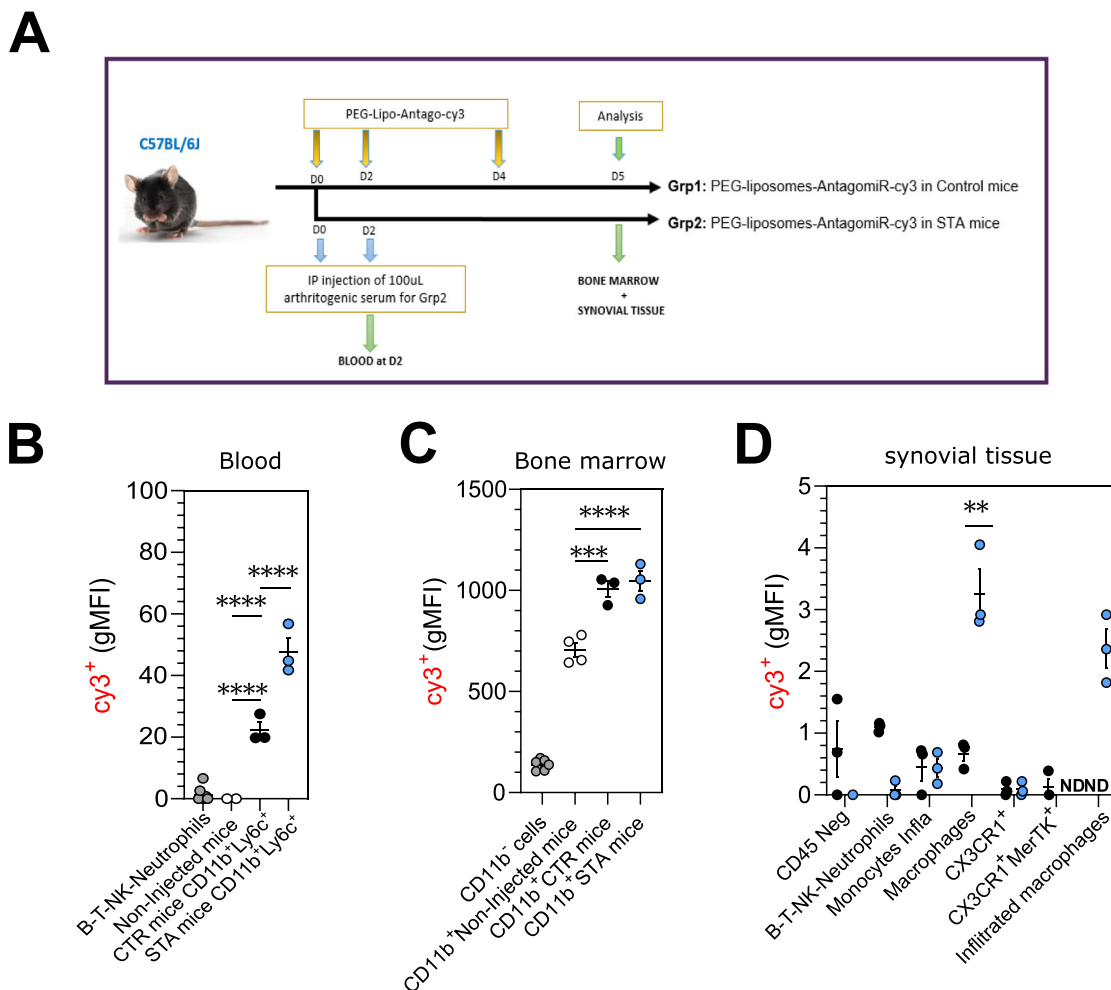 A
PEG-Lipo-Antago-cy3
Analysis
C57BL/6J
D0
D2
D4
D5
Grp1: PEG-liposomes-AntagomiR-cy3 in Control mice
Grp2: PEG-liposomes-AntagomiR-cy3 in STA mice
D0
D2
IP injection of 100uL
arthritogenic serum for Grp2
BONE MARROW
+
SYNOVIAL TISSUE
BLOOD at D2
B
Blood
cy3+ (gMFI)
100
80
60
40
20
0
****
****
****
B-T-NK-Neutrophils
Non-Injected mice
CTR mice CD11b+Ly6c+
STA mice CD11b+Ly6c+
C
Bone marrow
cy3+ (gMFI)
1500
1000
500
0
****
***
CD11b- cells
CD11b+Non-Injected mice
CD11b+ CTR mice
CD11b+ STA mice
D
synovial tissue
cy3+ (gMFI)
5
4
3
2
1
0
**
NDND
CD45 Neg
B-T-NK-Neutrophils
Monocytes Infla
Macrophages
CX3CR1+
CX3CR1+MerTK+
Inflitrated macrophages